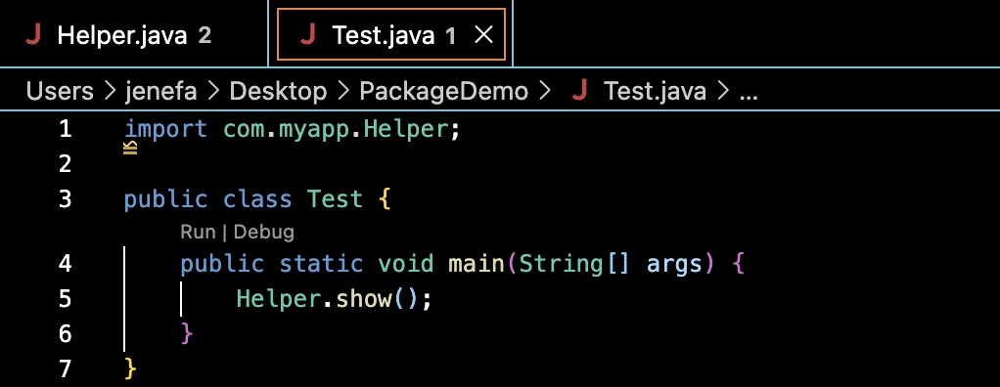 Helper.java 2 Test.java 1
Users > jenefa > Desktop > PackageDemo > Test.java > ...
1 import com.myapp.Helper;
2
3 public class Test {
Run | Debug
4 public static void main(String[] args) {
5 Helper.show();
6 }
7 }